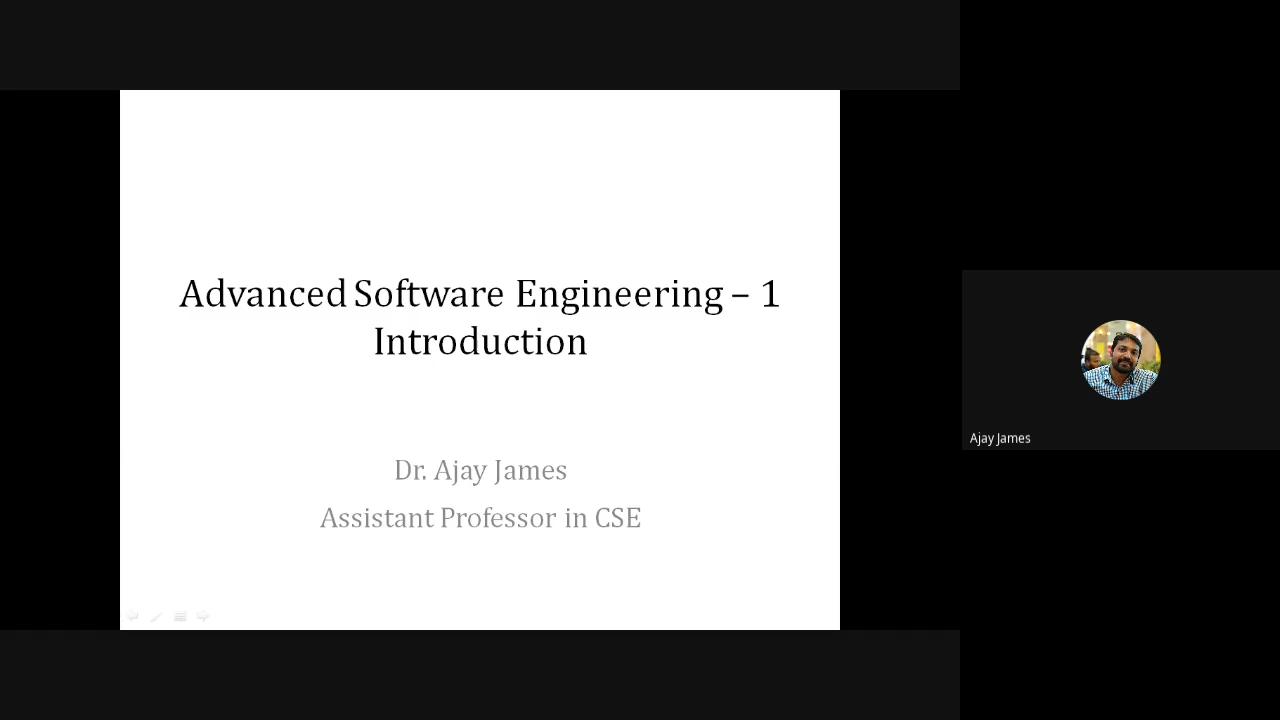 Advanced Software Engineering – 1
Introduction
Dr. Ajay James
Assistant Professor in CSE
Ajay James